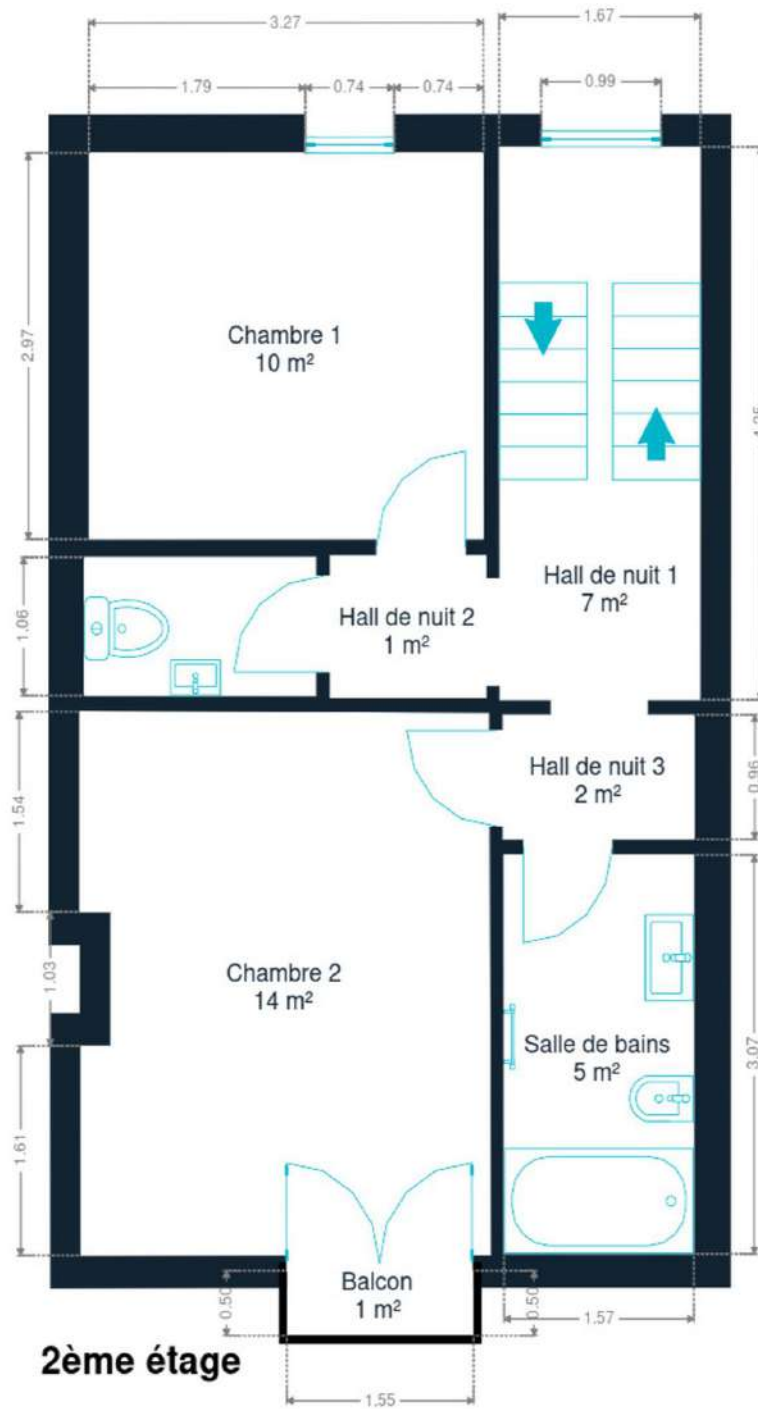 3.27
1.67
1.79
0.74
0.74
0.99
2.97
Chambre 1
10 m²
Hall de nuit 1
7 m²
1.06
Hall de nuit 2
1 m²
Hall de nuit 3
2 m²
0.96
1.54
1.03
Chambre 2
14 m²
Salle de bains
5 m²
3.07
1.61
Balcon
1 m²
0.50
0.50
1.57
2ème étage
1.55